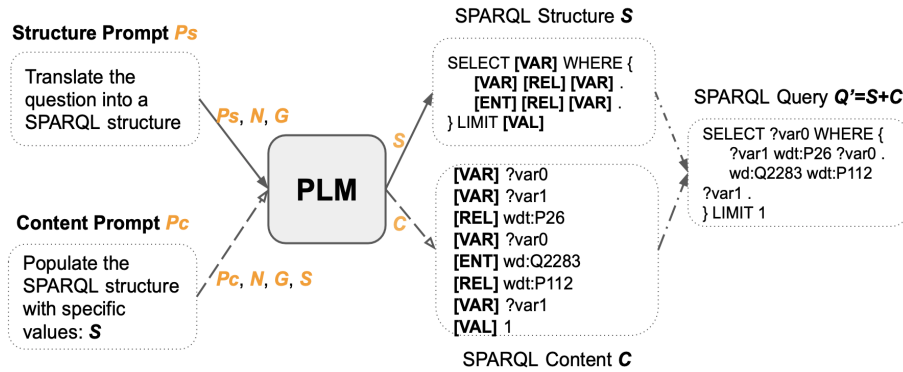 Structure Prompt Ps
Translate the
question into a
SPARQL structure
Ps, N, G
Content Prompt Pc
Populate the
SPARQL structure
with specific
values: S
Pc, N, G, S
PLM
S
C
SPARQL Structure S
SELECT [VAR] WHERE {
[VAR] [REL] [VAR] .
[ENT] [REL] [VAR] .
} LIMIT [VAL]
[VAR] ?var0
[VAR] ?var1
[REL] wdt:P26
[VAR] ?var0
[ENT] wd:Q2283
[REL] wdt:P112
[VAR] ?var1
[VAL] 1
SPARQL Content C
SPARQL Query Q'=S+C
SELECT ?var0 WHERE {
?var1 wdt:P26 ?var0 .
wd:Q2283 wdt:P112
?var1 .
} LIMIT 1